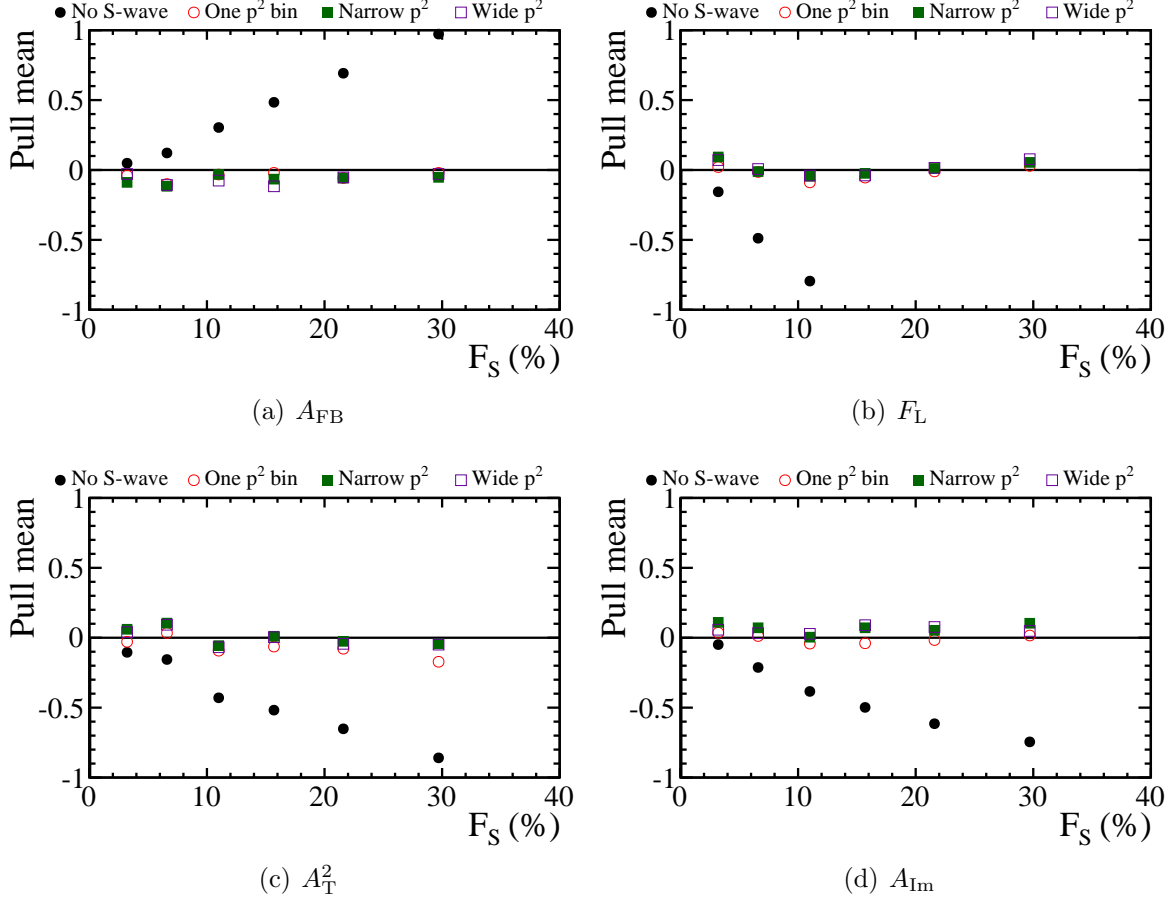 No S-wave One p² bin Narrow p² Wide p²
Pull mean
1
0.5
0
-0.5
-1
0 10 20 30 40
F_S (%)
(a) A_FB
No S-wave One p² bin Narrow p² Wide p²
Pull mean
1
0.5
0
-0.5
-1
0 10 20 30 40
F_S (%)
(b) F_L
No S-wave One p² bin Narrow p² Wide p²
Pull mean
1
0.5
0
-0.5
-1
0 10 20 30 40
F_S (%)
(c) A_T^2
No S-wave One p² bin Narrow p² Wide p²
Pull mean
1
0.5
0
-0.5
-1
0 10 20 30 40
F_S (%)
(d) A_Im